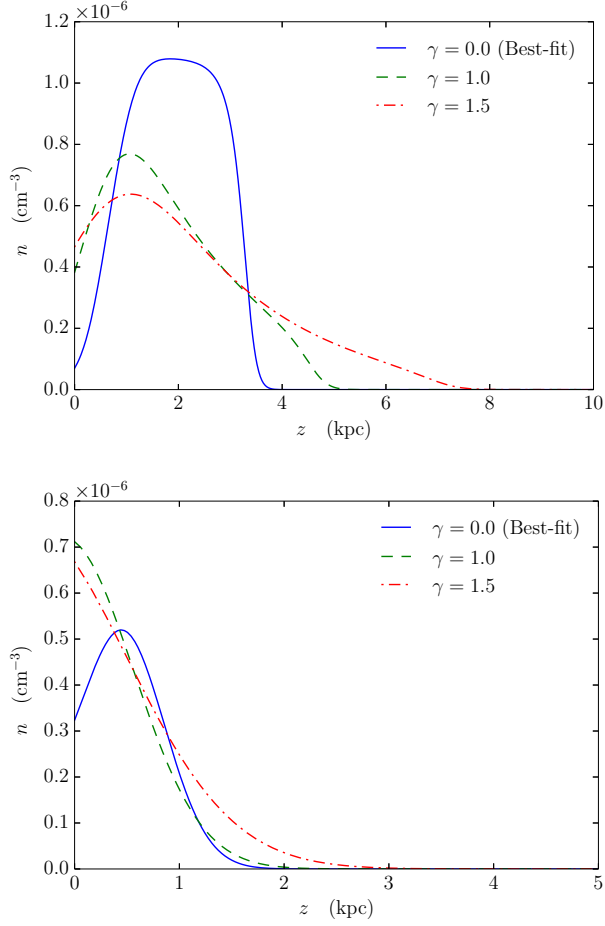 ×10⁻⁶
1.2
1.0
0.8
0.6
0.4
0.2
0.0
n (cm⁻³)
γ = 0.0 (Best-fit)
γ = 1.0
γ = 1.5
0 2 4 6 8 10
z (kpc)
×10⁻⁶
0.8
0.7
0.6
0.5
0.4
0.3
0.2
0.1
0.0
n (cm⁻³)
γ = 0.0 (Best-fit)
γ = 1.0
γ = 1.5
0 1 2 3 4 5
z (kpc)